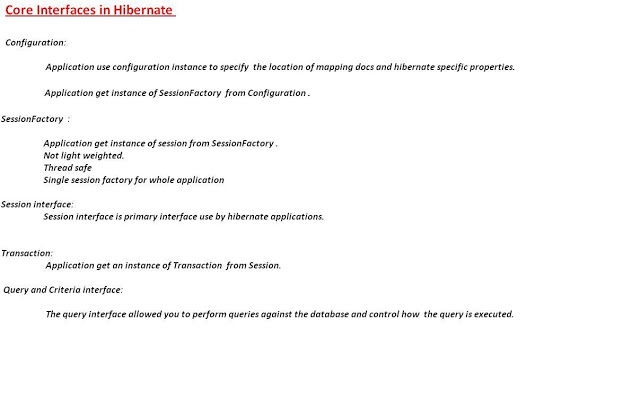 Core Interfaces in Hibernate
Configuration:
Application use configuration instance to specify the location of mapping docs and hibernate specific properties.
Application get instance of SessionFactory from Configuration .
SessionFactory :
Application get instance of session from SessionFactory .
Not light weighted.
Thread safe
Single session factory for whole application
Session interface:
Session interface is primary interface use by hibernate applications.
Transaction:
Application get an instance of Transaction from Session.
Query and Criteria interface:
The query interface allowed you to perform queries against the database and control how the query is executed.